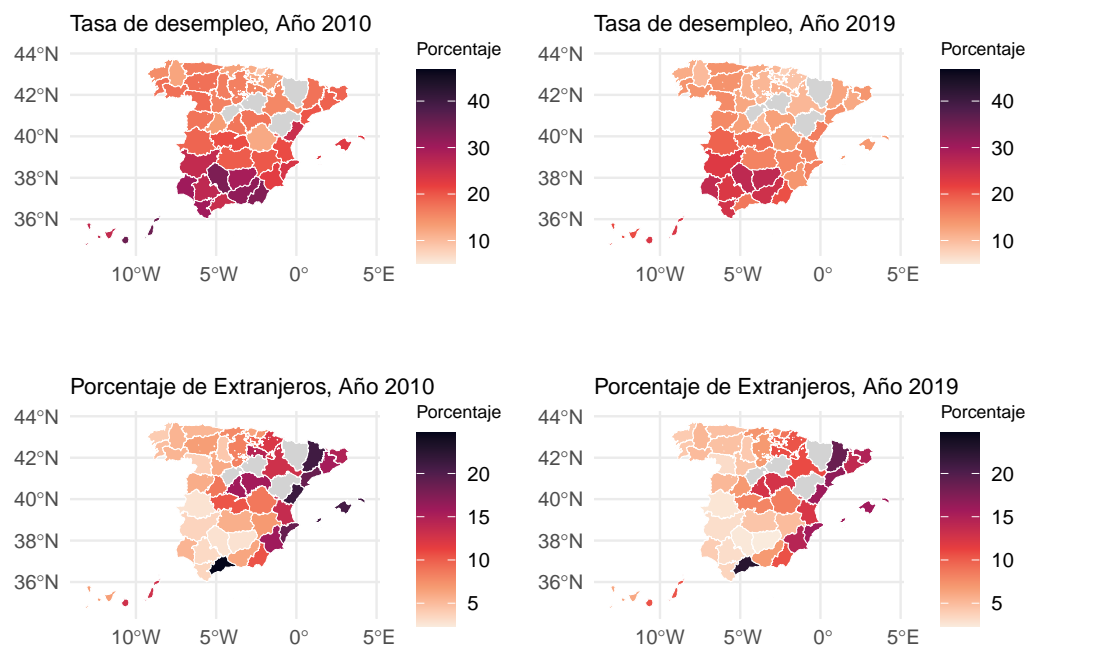 Tasa de desempleo, Año 2010
Porcentaje
44°N
42°N
40°N
38°N
36°N
40
30
20
10
10°W 5°W 0° 5°E
Tasa de desempleo, Año 2019
Porcentaje
44°N
42°N
40°N
38°N
36°N
40
30
20
10
10°W 5°W 0° 5°E
Porcentaje de Extranjeros, Año 2010
Porcentaje
44°N
42°N
40°N
38°N
36°N
20
15
10
5
10°W 5°W 0° 5°E
Porcentaje de Extranjeros, Año 2019
Porcentaje
44°N
42°N
40°N
38°N
36°N
20
15
10
5
10°W 5°W 0° 5°E